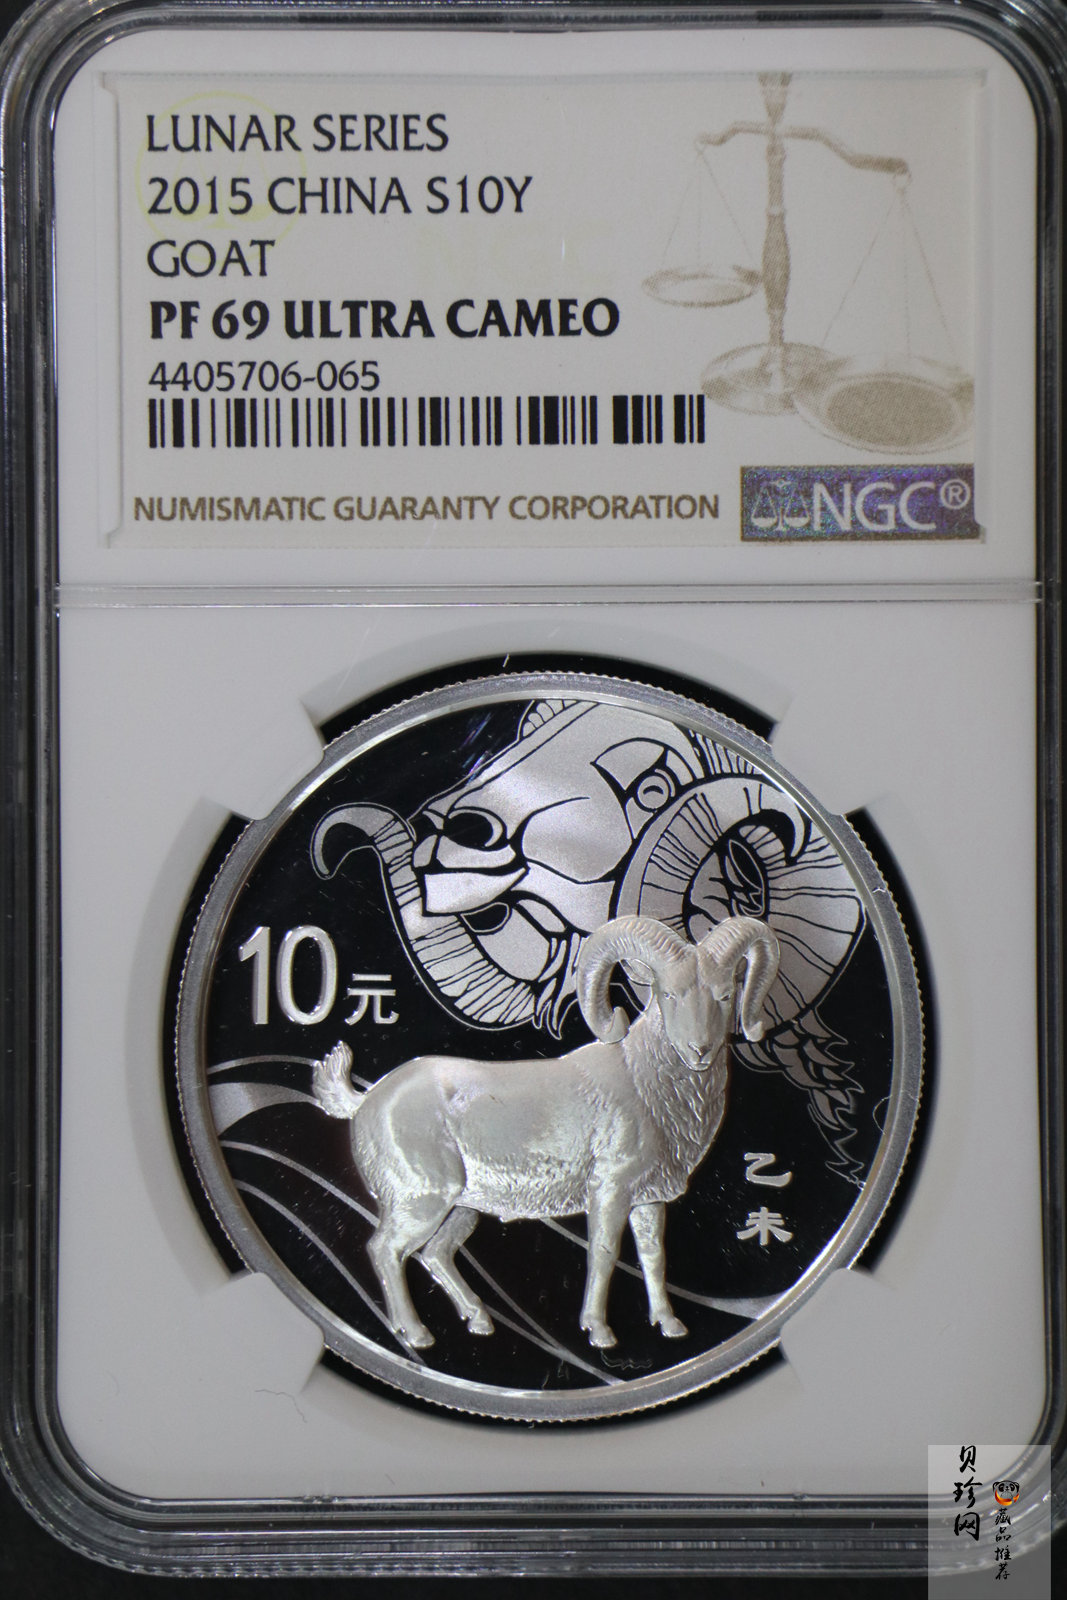 LUNAR SERIES
2015 CHINA S10Y
GOAT
PF 69 ULTRA CAMEO
4405706-065
NUMISMATIC GUARANTY CORPORATION
NGC®
10元
乙未
贝珍网
藏品推荐